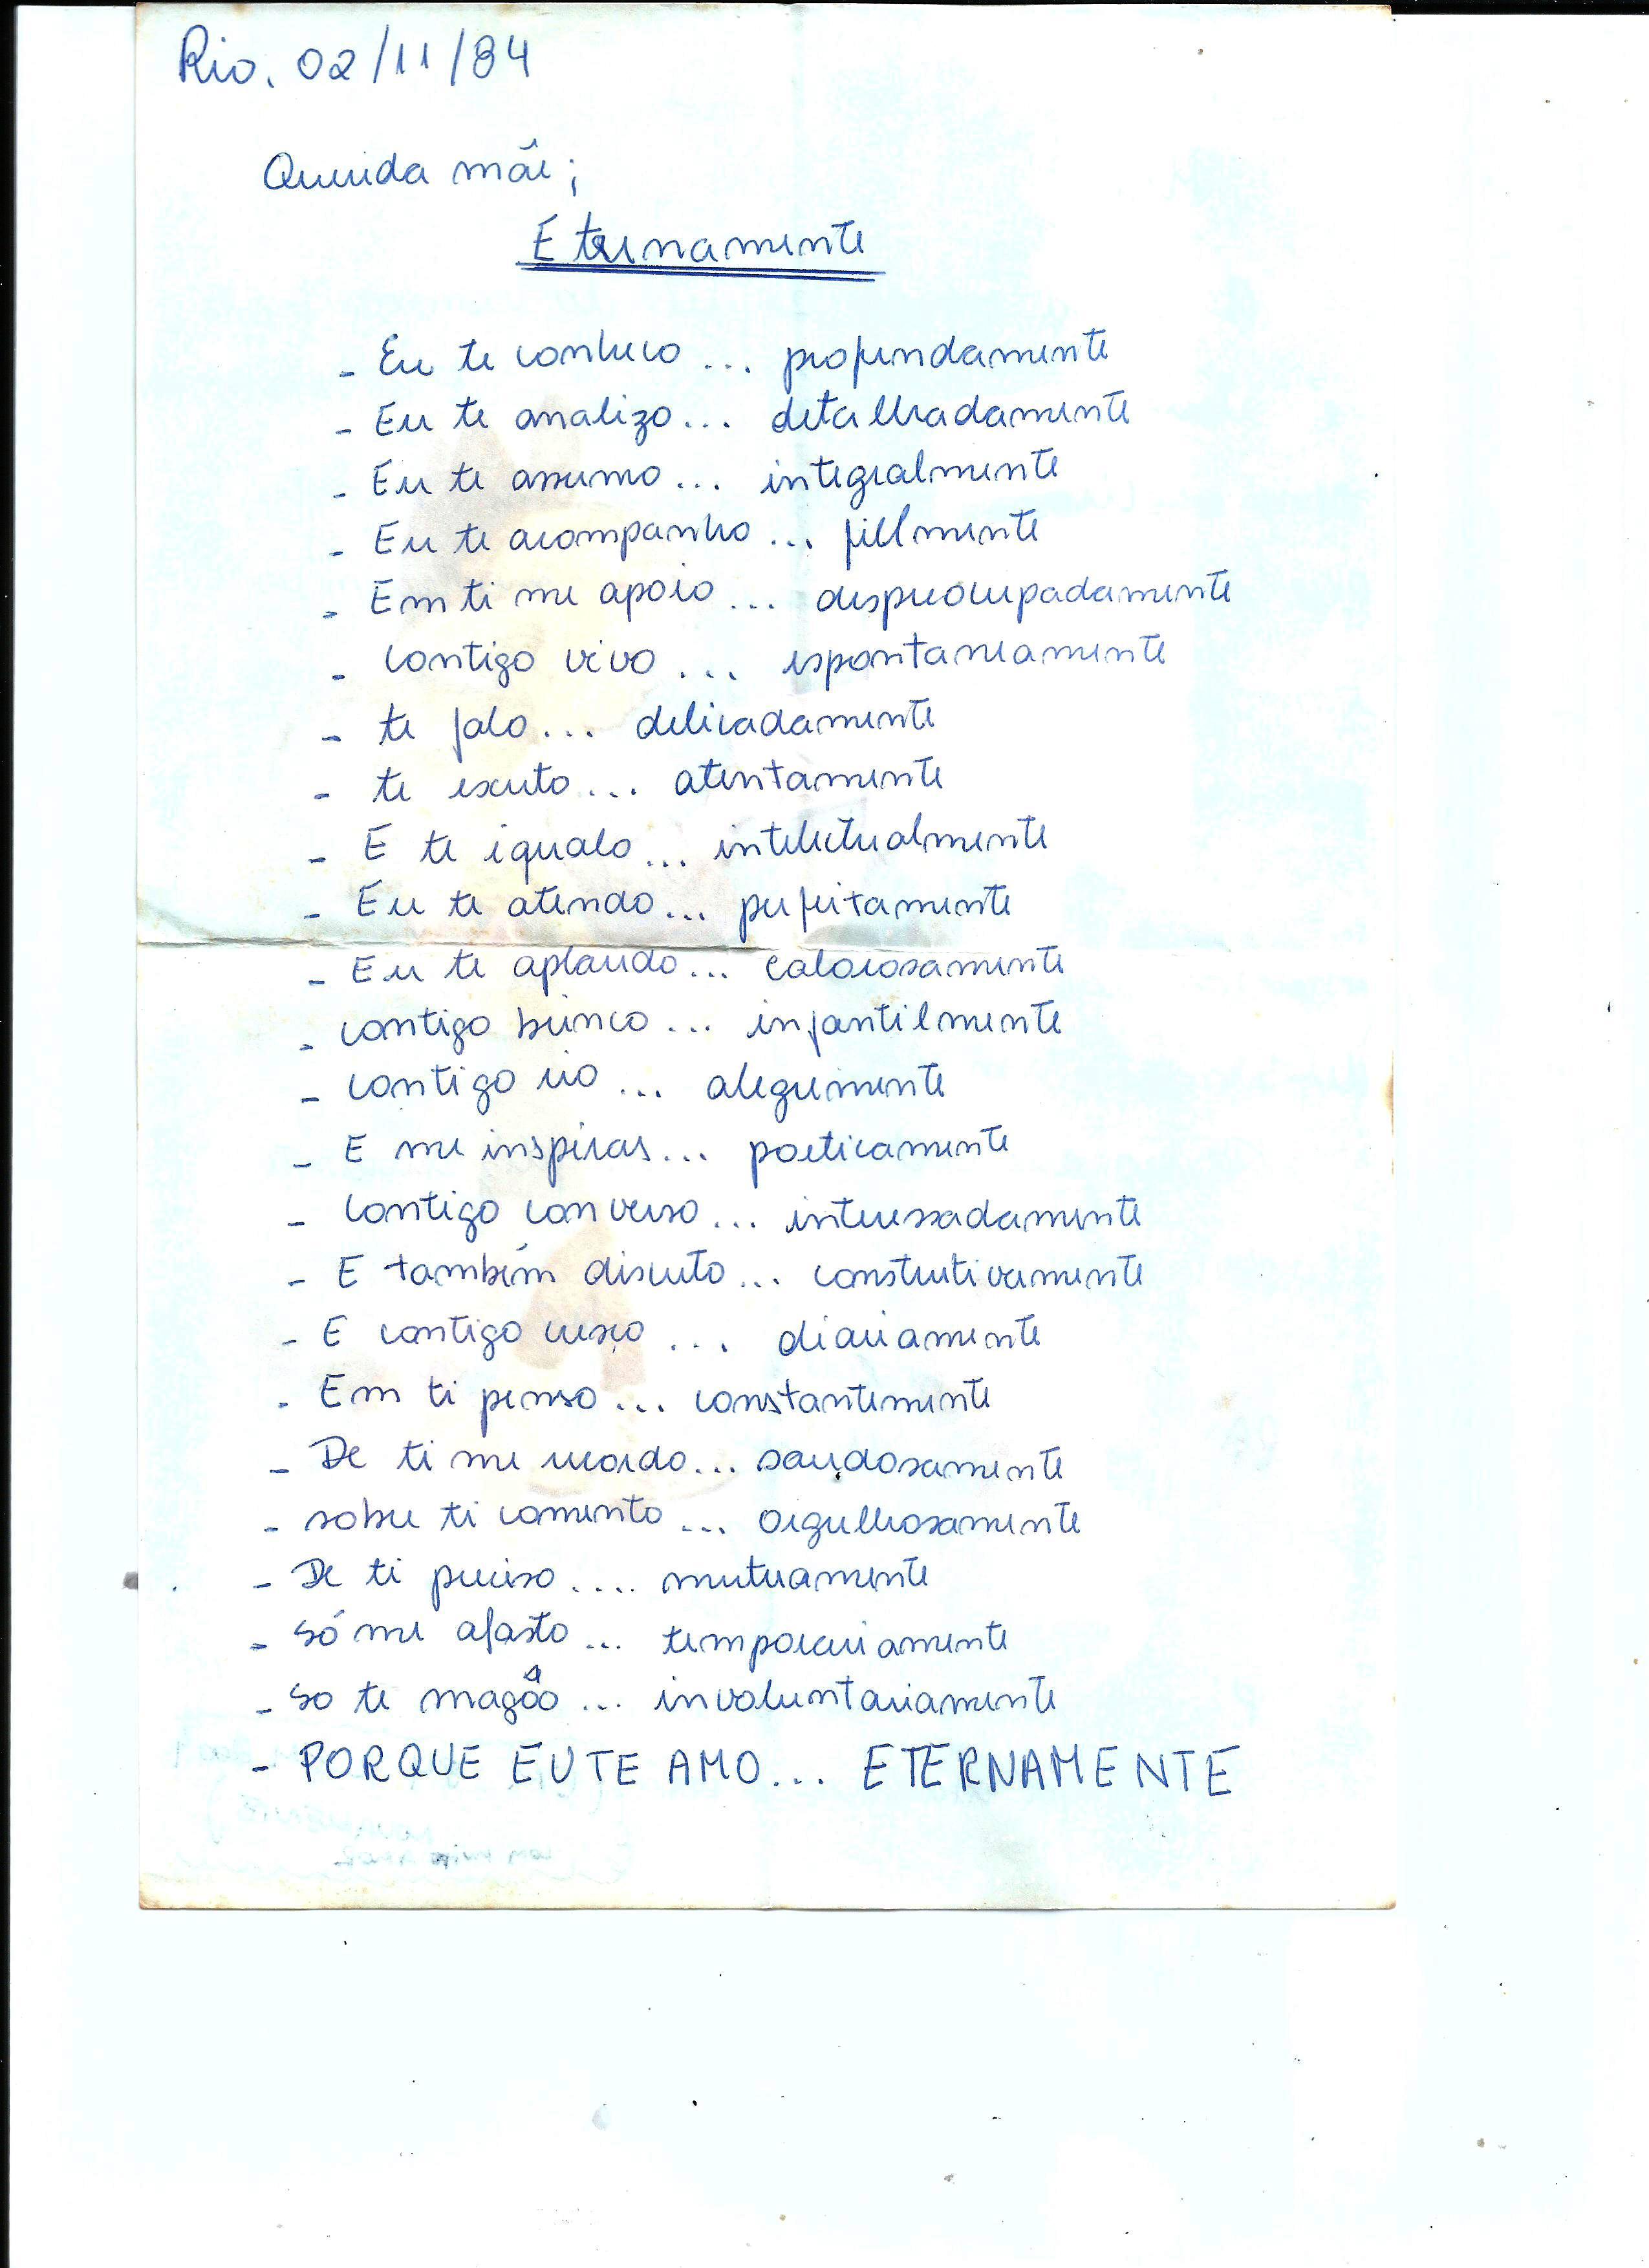 Rio, 02/11/84
Querida mãe;
Eternamente
- Eu te conheco ... profundamente
- Eu te analizo ... detalhadamente
- Eu te assumo ... integralmente
- Eu te acompanho ... fielmente
- Em ti me apoio ... despreocupadamente
- Contigo vivo ... espontaneamente
- te falo ... delicadamente
- te escuto ... atentamente
- E te igualo ... intelectualmente
- Eu te atendo ... perfeitamente
- Eu te aplaudo ... calorosamente
- contigo brinco ... infantilmente
- contigo rio ... alegremente
- E me inspiras ... poeticamente
- Contigo converso ... interessadamente
- E também discuto ... construtivamente
- E contigo cresço ... diariamente
- Em ti penso ... constantemente
- De ti me recordo ... saudosamente
- sobre ti comento ... orgulhosamente
- De ti preciso .... mutuamente
- só me afasto ... temporariamente
- so te magôo ... involuntariamente
- PORQUE EU TE AMO ... ETERNAMENTE